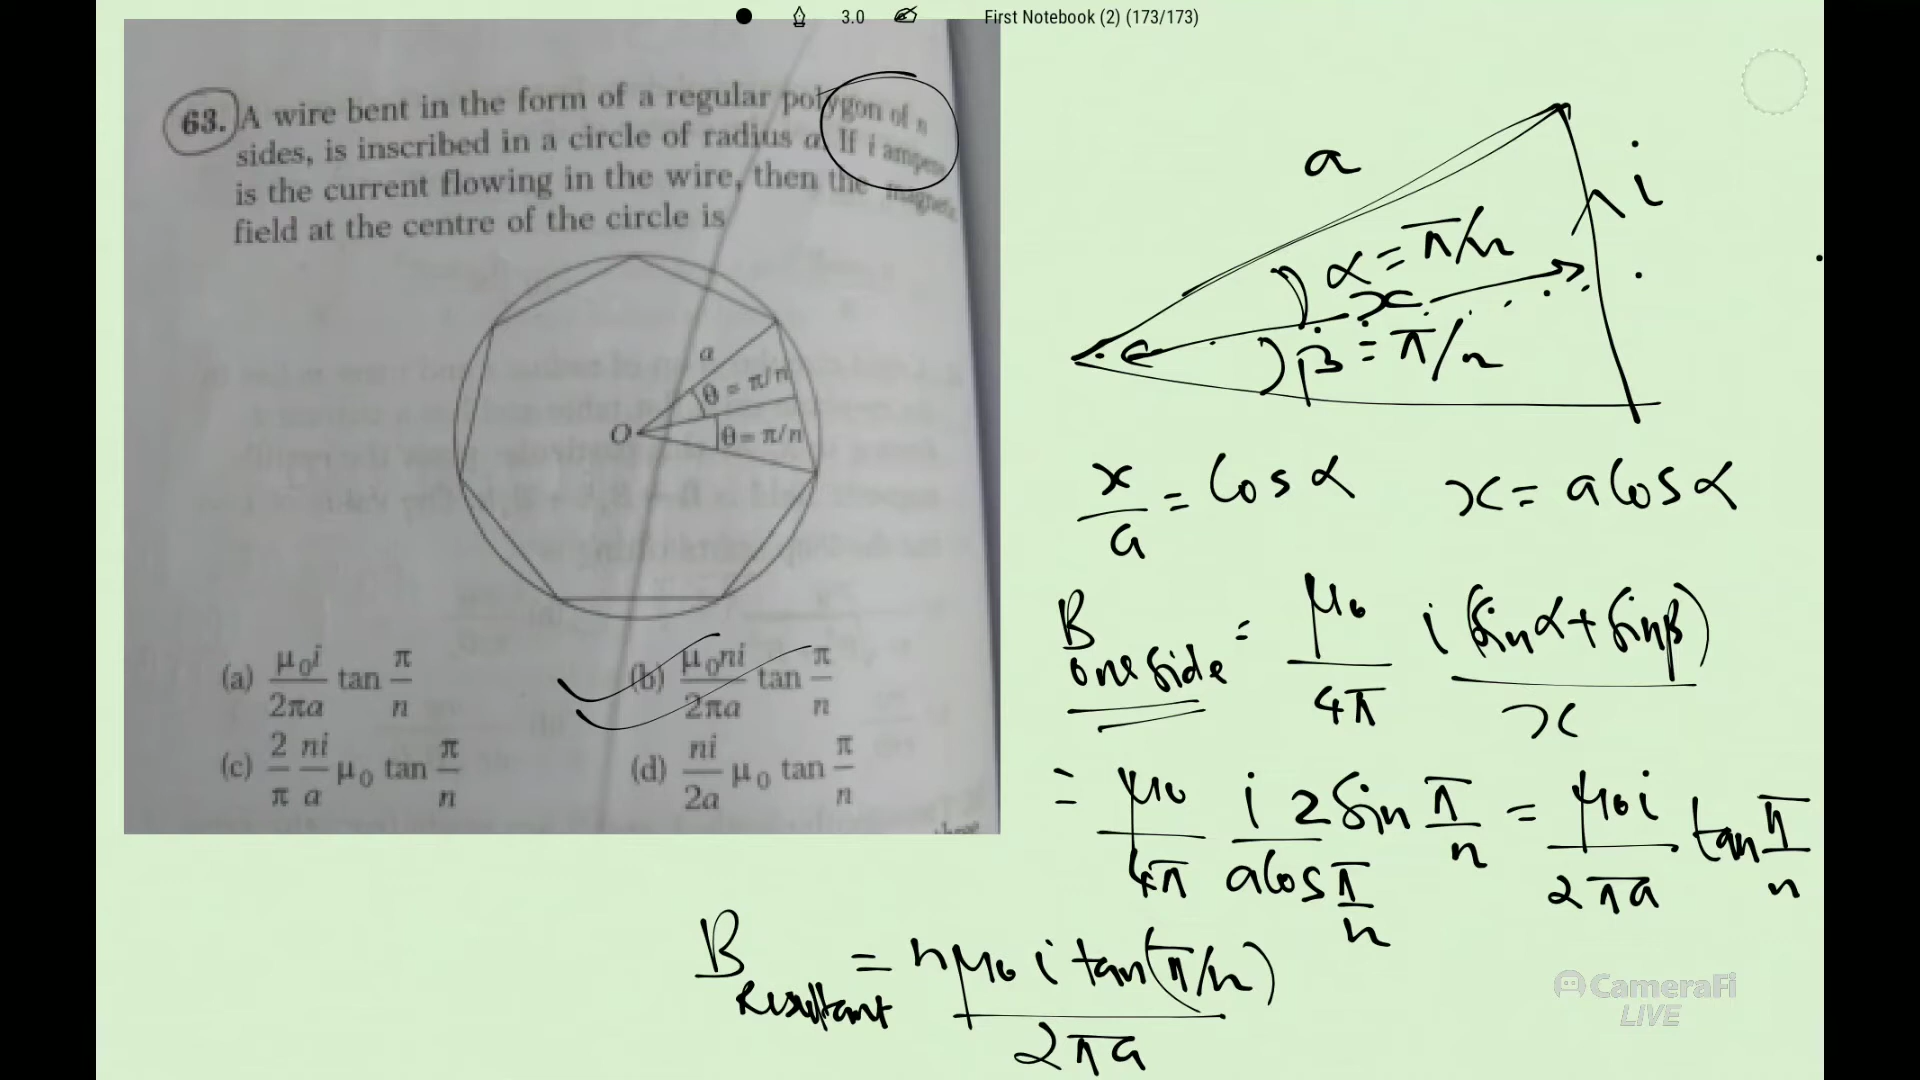 3.0 First Notebook (2) (173/173)
63. A wire bent in the form of a regular polygon of n
sides, is inscribed in a circle of radius a. If i ampere
is the current flowing in the wire, then the magnetic
field at the centre of the circle is
a
θ = π/n
O
θ = π/n
(a) μ₀i/2πa tan π/n
(b) μ₀ni/2πa tan π/n
(c) 2/π ni/a μ₀ tan π/n
(d) ni/2a μ₀ tan π/n
a
i
α = π/n
x
β = π/n
x/a = Cos α x = a Cos α
B one side = μ₀/4π i (Sin α + Sin β)/x
= μ₀/4π i 2 Sin π/n / a Cos π/n = μ₀ i/2πa tan π/n
B Resultant = n μ₀ i tan (π/n) / 2πa
CameraFi
LIVE